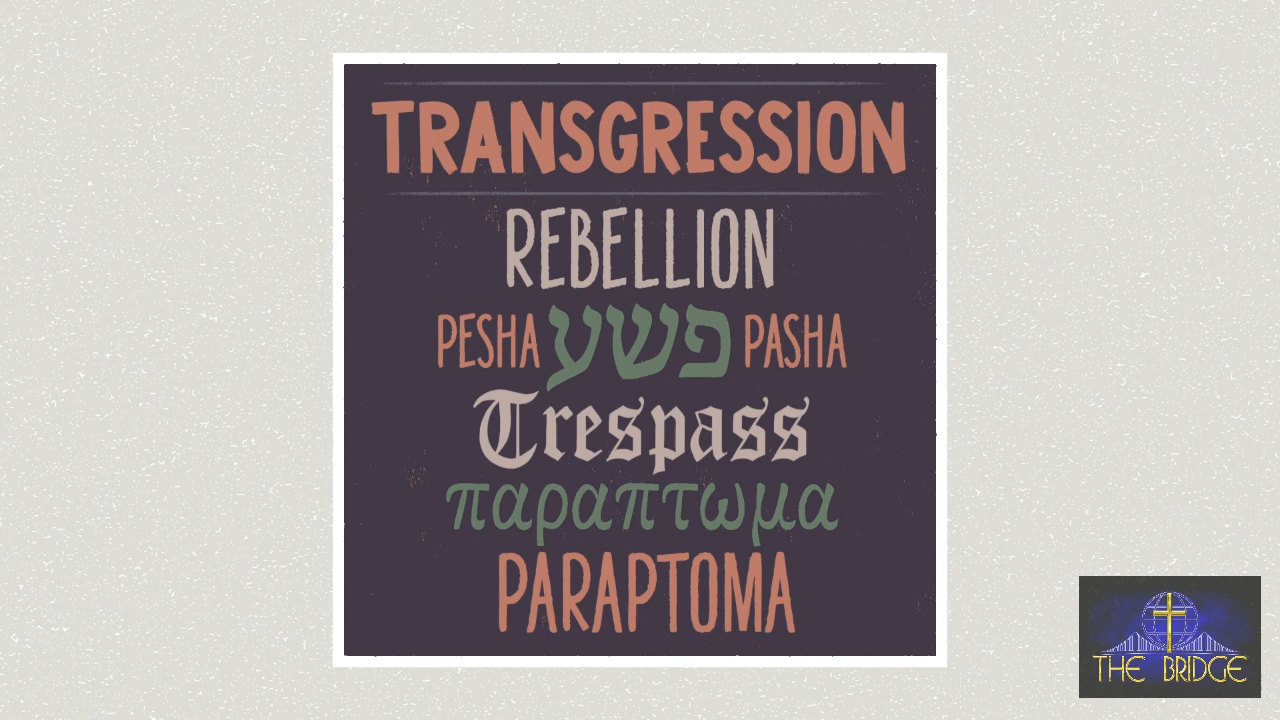 TRANSGRESSION
REBELLION
PESHA פשע PASHA
Trespass
παραπτωμα
PARAPTOMA
THE BRIDGE